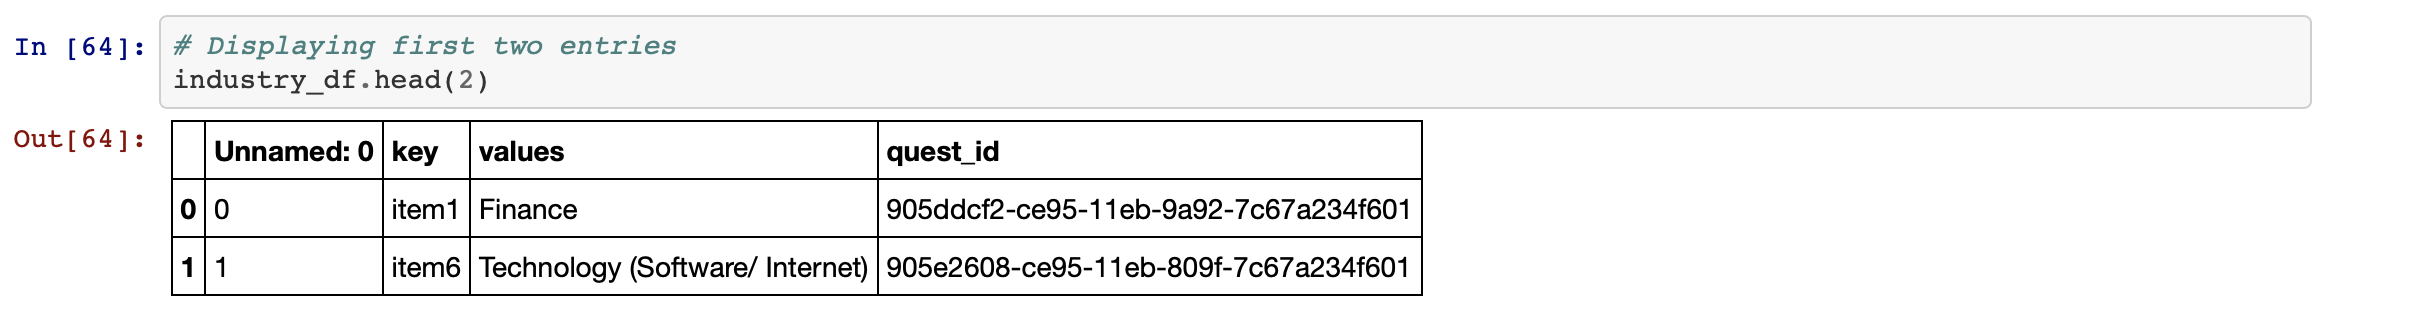 In [64]: # Displaying first two entries
industry_df.head(2)
Out[64]:
Unnamed: 0 key values quest_id
0 0 item1 Finance 905ddcf2-ce95-11eb-9a92-7c67a234f601
1 1 item6 Technology (Software/ Internet) 905e2608-ce95-11eb-809f-7c67a234f601